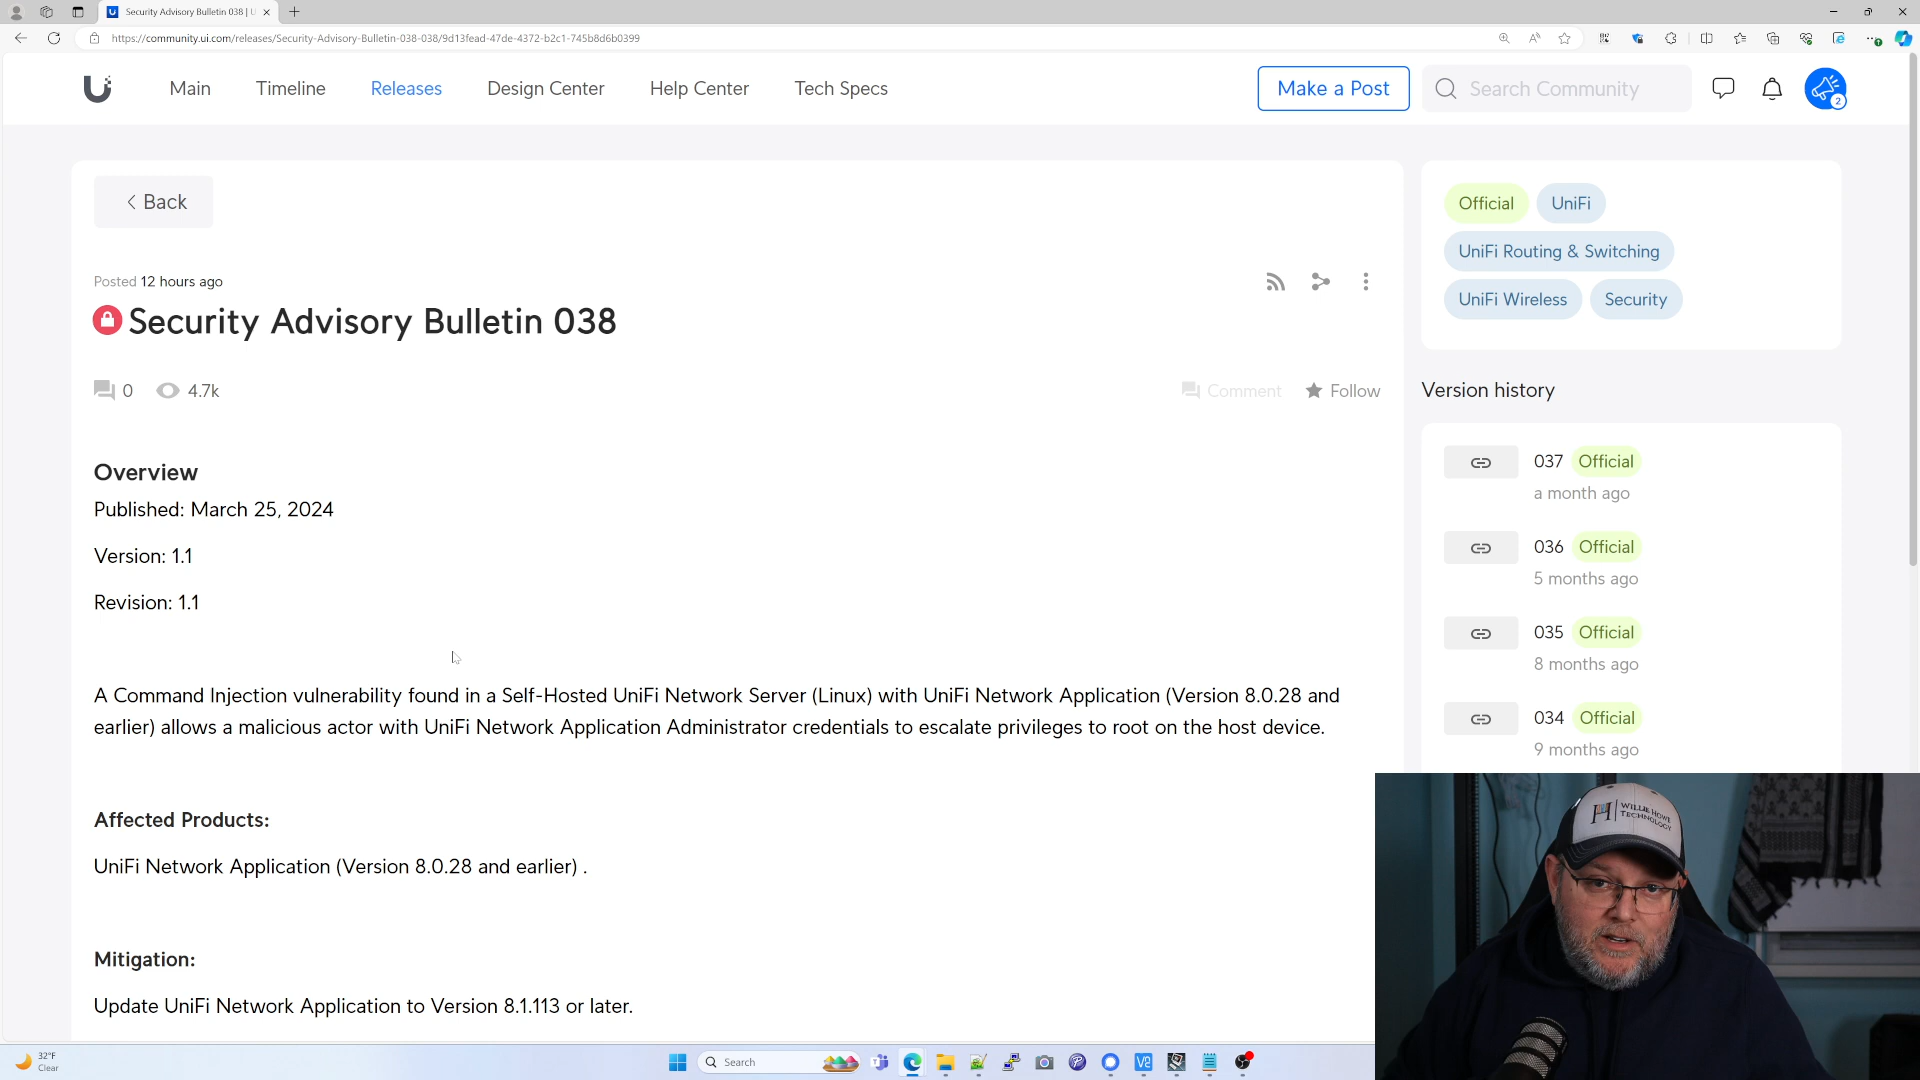 Security Advisory Bulletin 038 | U
https://community.ui.com/releases/Security-Advisory-Bulletin-038-038/9d13fead-47de-4372-b2c1-745b8d6b0399
Main
Timeline
Releases
Design Center
Help Center
Tech Specs
Make a Post
Search Community
2
Back
Posted 12 hours ago
Security Advisory Bulletin 038
0
4.7k
Comment
Follow
Overview
Published: March 25, 2024
Version: 1.1
Revision: 1.1
A Command Injection vulnerability found in a Self-Hosted UniFi Network Server (Linux) with UniFi Network Application (Version 8.0.28 and
earlier) allows a malicious actor with UniFi Network Application Administrator credentials to escalate privileges to root on the host device.
Affected Products:
UniFi Network Application (Version 8.0.28 and earlier) .
Mitigation:
Update UniFi Network Application to Version 8.1.113 or later.
Official
UniFi
UniFi Routing & Switching
UniFi Wireless
Security
Version history
037 Official
a month ago
036 Official
5 months ago
035 Official
8 months ago
034 Official
9 months ago
WILLIE HOWE
TECHNOLOGY
32°F
Clear
Search